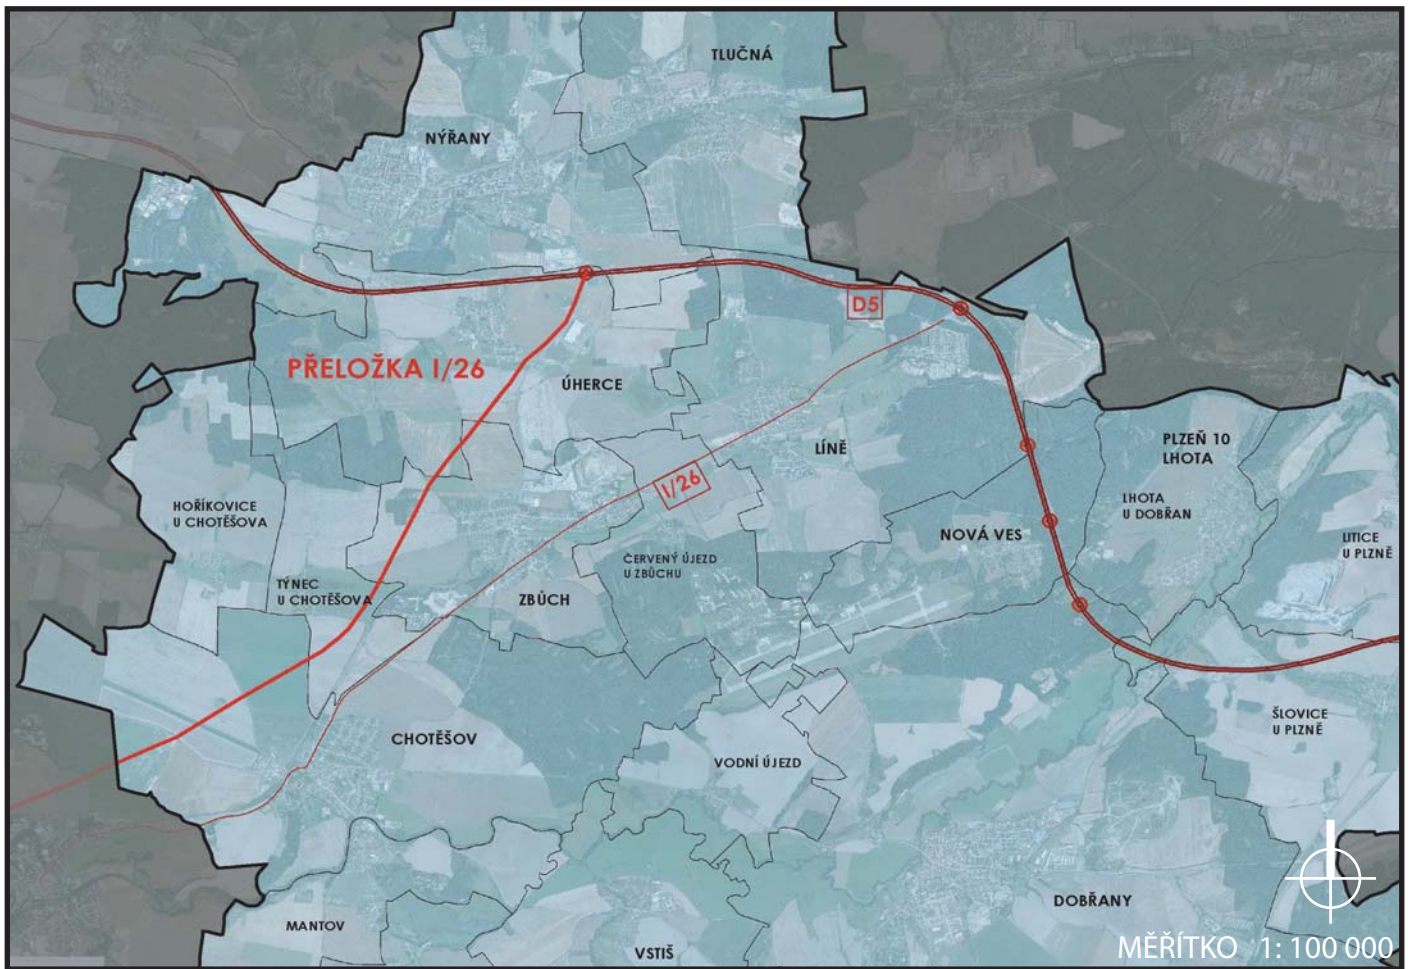 TLUČNÁ
NÝŘANY
D5
PŘELOŽKA I/26
ÚHERCE
LÍNĚ
PLZEŇ 10
LHOTA
I/26
HOŘÍKOVICE
U CHOTĚŠOVA
LHOTA
U DOBŘAN
NOVÁ VES
LITICE
U PLZNĚ
ČERVENÝ ÚJEZD
U ZBŮCHU
TÝNEC
U CHOTĚŠOVA
ZBŮCH
ŠLOVICE
U PLZNĚ
CHOTĚŠOV
VODNÍ ÚJEZD
DOBŘANY
MANTOV
VSTIŠ
MĚŘÍTKO 1: 100 000